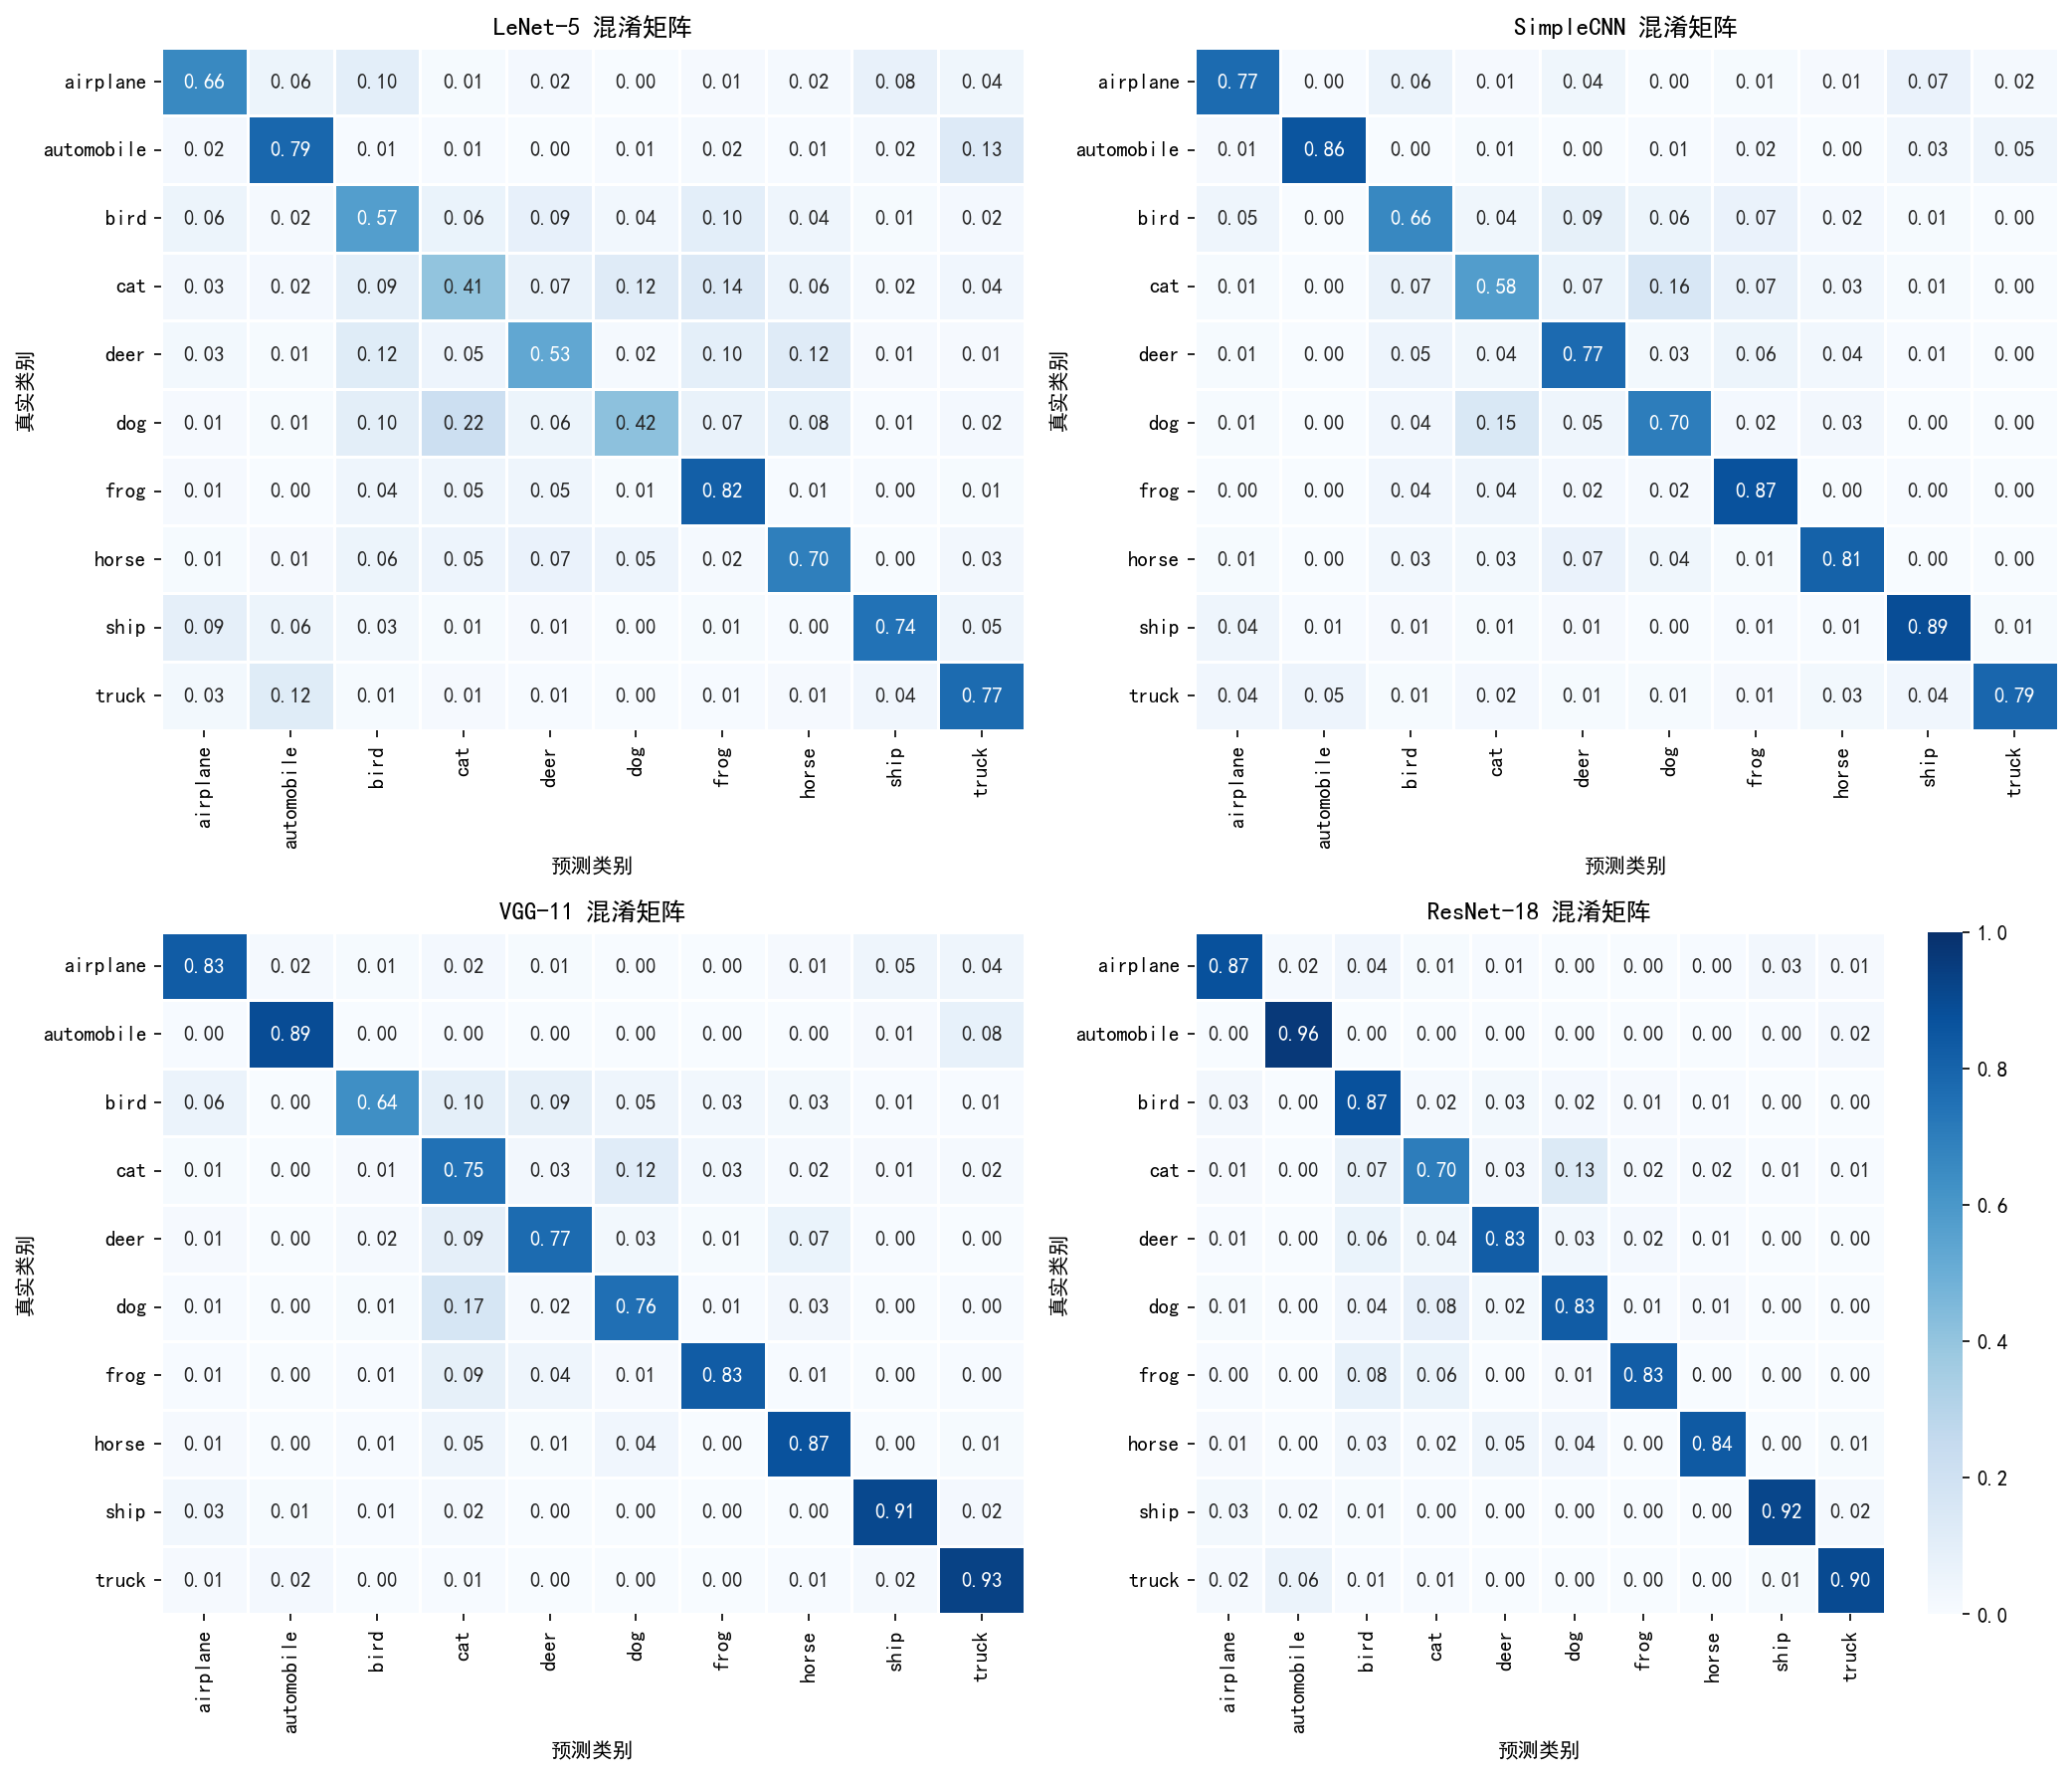 LeNet-5 混淆矩阵
airplane 0.66 0.06 0.10 0.01 0.02 0.00 0.01 0.02 0.08 0.04
automobile 0.02 0.79 0.01 0.01 0.00 0.01 0.02 0.01 0.02 0.13
bird 0.06 0.02 0.57 0.06 0.09 0.04 0.10 0.04 0.01 0.02
cat 0.03 0.02 0.09 0.41 0.07 0.12 0.14 0.06 0.02 0.04
deer 0.03 0.01 0.12 0.05 0.53 0.02 0.10 0.12 0.01 0.01
dog 0.01 0.01 0.10 0.22 0.06 0.42 0.07 0.08 0.01 0.02
frog 0.01 0.00 0.04 0.05 0.05 0.01 0.82 0.01 0.00 0.01
horse 0.01 0.01 0.06 0.05 0.07 0.05 0.02 0.70 0.00 0.03
ship 0.09 0.06 0.03 0.01 0.01 0.00 0.01 0.00 0.74 0.05
truck 0.03 0.12 0.01 0.01 0.01 0.00 0.01 0.01 0.04 0.77
airplane automobile bird cat deer dog frog horse ship truck
真实类别
预测类别
SimpleCNN 混淆矩阵
airplane 0.77 0.00 0.06 0.01 0.04 0.00 0.01 0.01 0.07 0.02
automobile 0.01 0.86 0.00 0.01 0.00 0.01 0.02 0.00 0.03 0.05
bird 0.05 0.00 0.66 0.04 0.09 0.06 0.07 0.02 0.01 0.00
cat 0.01 0.00 0.07 0.58 0.07 0.16 0.07 0.03 0.01 0.00
deer 0.01 0.00 0.05 0.04 0.77 0.03 0.06 0.04 0.01 0.00
dog 0.01 0.00 0.04 0.15 0.05 0.70 0.02 0.03 0.00 0.00
frog 0.00 0.00 0.04 0.04 0.02 0.02 0.87 0.00 0.00 0.00
horse 0.01 0.00 0.03 0.03 0.07 0.04 0.01 0.81 0.00 0.00
ship 0.04 0.01 0.01 0.01 0.01 0.00 0.01 0.01 0.89 0.01
truck 0.04 0.05 0.01 0.02 0.01 0.01 0.01 0.03 0.04 0.79
airplane automobile bird cat deer dog frog horse ship truck
真实类别
预测类别
VGG-11 混淆矩阵
airplane 0.83 0.02 0.01 0.02 0.01 0.00 0.00 0.01 0.05 0.04
automobile 0.00 0.89 0.00 0.00 0.00 0.00 0.00 0.00 0.01 0.08
bird 0.06 0.00 0.64 0.10 0.09 0.05 0.03 0.03 0.01 0.01
cat 0.01 0.00 0.01 0.75 0.03 0.12 0.03 0.02 0.01 0.02
deer 0.01 0.00 0.02 0.09 0.77 0.03 0.01 0.07 0.00 0.00
dog 0.01 0.00 0.01 0.17 0.02 0.76 0.01 0.03 0.00 0.00
frog 0.01 0.00 0.01 0.09 0.04 0.01 0.83 0.01 0.00 0.00
horse 0.01 0.00 0.01 0.05 0.01 0.04 0.00 0.87 0.00 0.01
ship 0.03 0.01 0.01 0.02 0.00 0.00 0.00 0.00 0.91 0.02
truck 0.01 0.02 0.00 0.01 0.00 0.00 0.00 0.01 0.02 0.93
airplane automobile bird cat deer dog frog horse ship truck
真实类别
预测类别
ResNet-18 混淆矩阵
airplane 0.87 0.02 0.04 0.01 0.01 0.00 0.00 0.00 0.03 0.01
automobile 0.00 0.96 0.00 0.00 0.00 0.00 0.00 0.00 0.00 0.02
bird 0.03 0.00 0.87 0.02 0.03 0.02 0.01 0.01 0.00 0.00
cat 0.01 0.00 0.07 0.70 0.03 0.13 0.02 0.02 0.01 0.01
deer 0.01 0.00 0.06 0.04 0.83 0.03 0.02 0.01 0.00 0.00
dog 0.01 0.00 0.04 0.08 0.02 0.83 0.01 0.01 0.00 0.00
frog 0.00 0.00 0.08 0.06 0.00 0.01 0.83 0.00 0.00 0.00
horse 0.01 0.00 0.03 0.02 0.05 0.04 0.00 0.84 0.00 0.01
ship 0.03 0.02 0.01 0.00 0.00 0.00 0.00 0.00 0.92 0.02
truck 0.02 0.06 0.01 0.01 0.00 0.00 0.00 0.00 0.01 0.90
airplane automobile bird cat deer dog frog horse ship truck
真实类别
预测类别
1.0
0.8
0.6
0.4
0.2
0.0